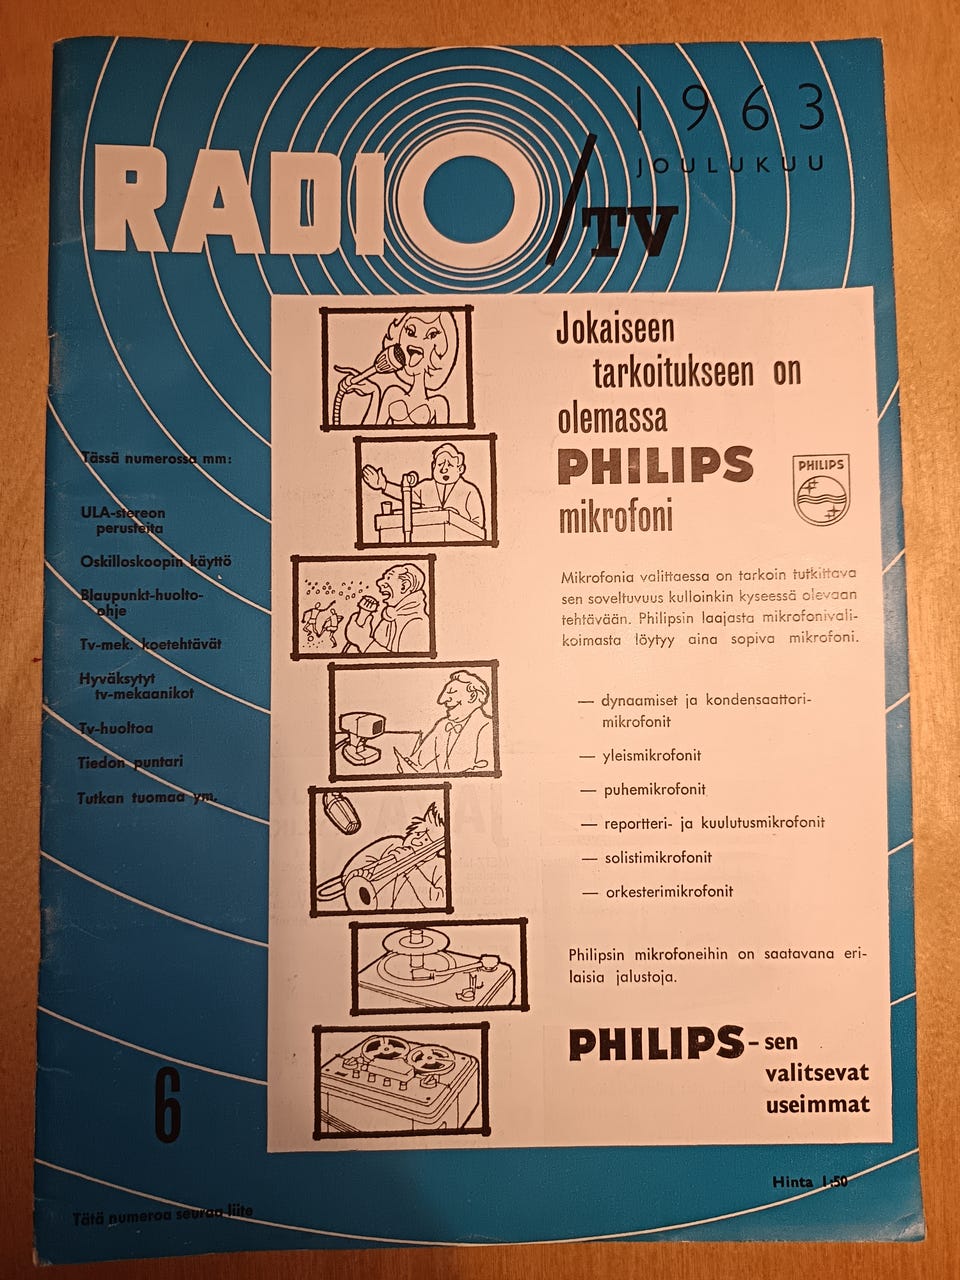 1963
JOULUKUU
RADIO/TV
Tässä numerossa mm:
ULA-stereon
perusteita
Oskilloskoopin käyttö
Blaupunkt-huolto-
ohje
Tv-mek. koetehtävät
Hyväksytyt
tv-mekaanikot
Tv-huoltoa
Tiedon puntari
Tutkan tuomaa ym.
6
Tätä numeroa seuraa liite
Jokaiseen
tarkoitukseen on
olemassa
PHILIPS
mikrofoni
PHILIPS
Mikrofonia valittaessa on tarkoin tutkittava
sen soveltuvuus kulloinkin kyseessä olevaan
tehtävään. Philipsin laajasta mikrofonivali-
koimasta löytyy aina sopiva mikrofoni.
— dynaamiset ja kondensaattori-
mikrofonit
— yleismikrofonit
— puhemikrofonit
— reportteri- ja kuulutusmikrofonit
— solistimikrofonit
— orkesterimikrofonit
Philipsin mikrofoneihin on saatavana eri-
laisia jalustoja.
PHILIPS-sen
valitsevat
useimmat
Hinta 1:50